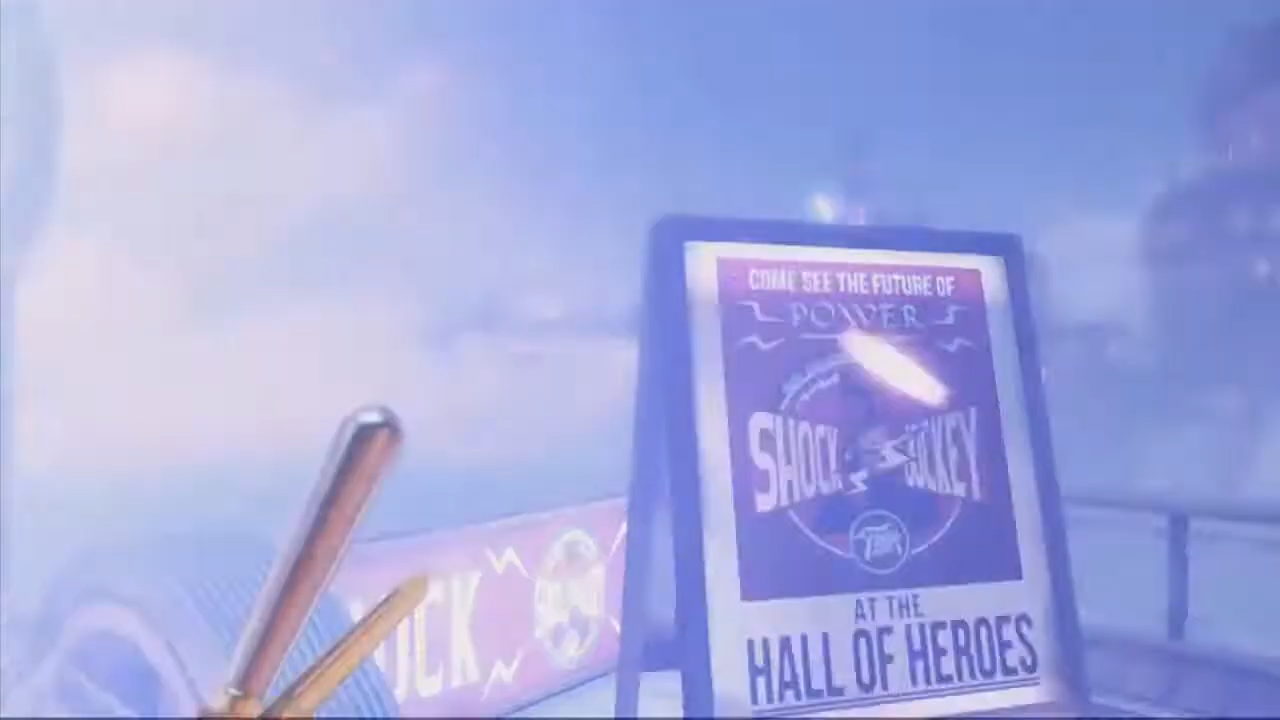 COME SEE THE FUTURE OF
POWER
SHOCK JOCKEY
AT THE
HALL OF HEROES